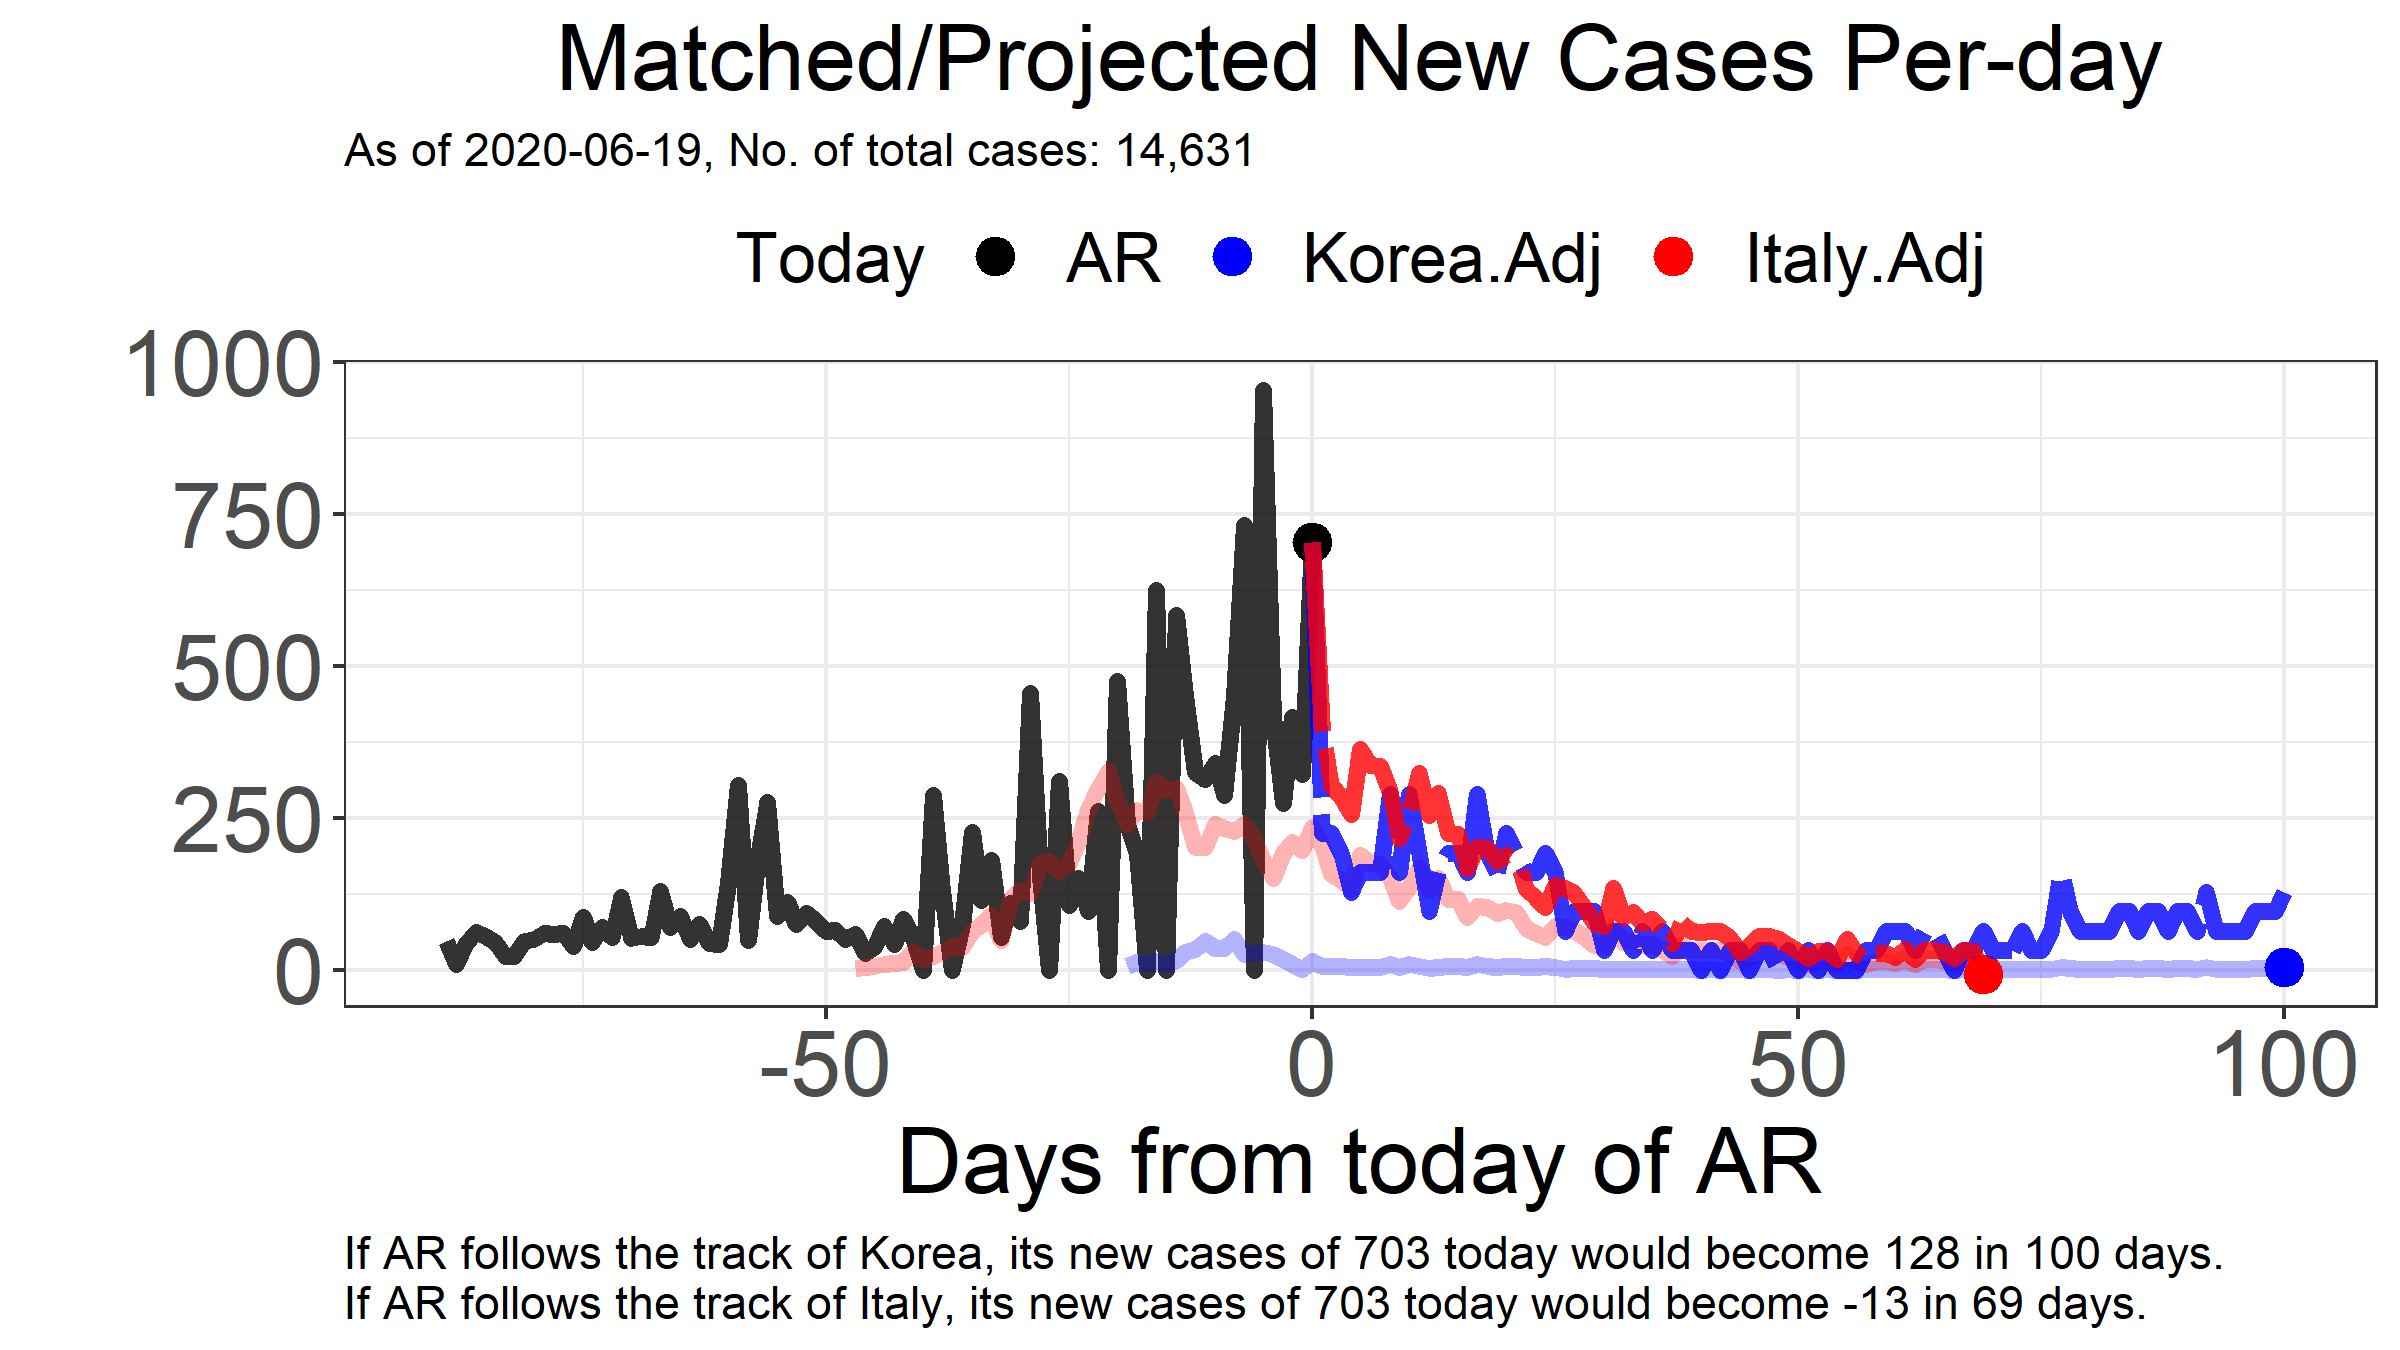 Matched/Projected New Cases Per-day
As of 2020-06-19, No. of total cases: 14,631
Today AR Korea.Adj Italy.Adj
1000
750
500
250
0
-50 0 50 100
Days from today of AR
If AR follows the track of Korea, its new cases of 703 today would become 128 in 100 days.
If AR follows the track of Italy, its new cases of 703 today would become -13 in 69 days.